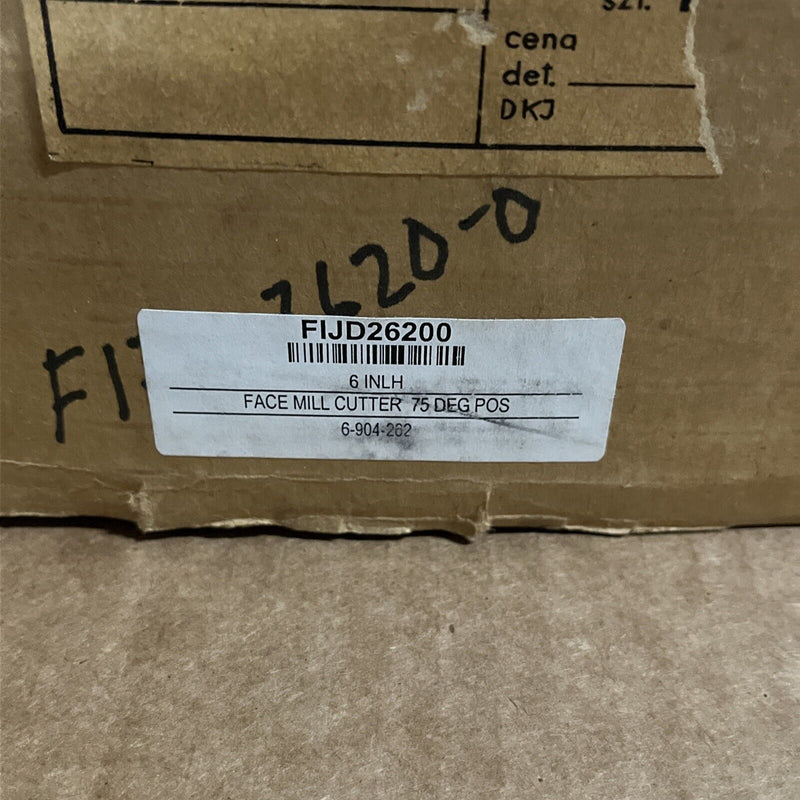 szt.
cena
det.
DKJ
2620-0
FI
FIJD26200
6 INLH
FACE MILL CUTTER 75 DEG POS
6-904-262